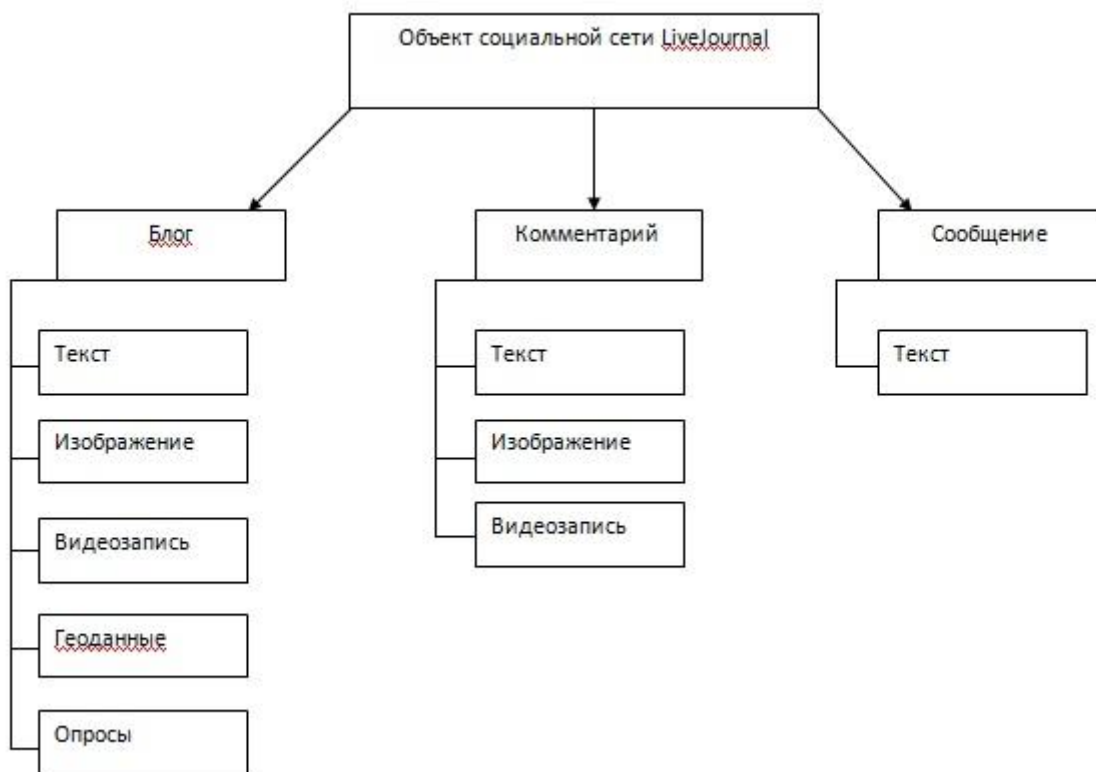 Объект социальной сети LiveJournal
Блог
Комментарий
Сообщение
Текст
Изображение
Видеозапись
Геоданные
Опросы
Текст
Изображение
Видеозапись
Текст